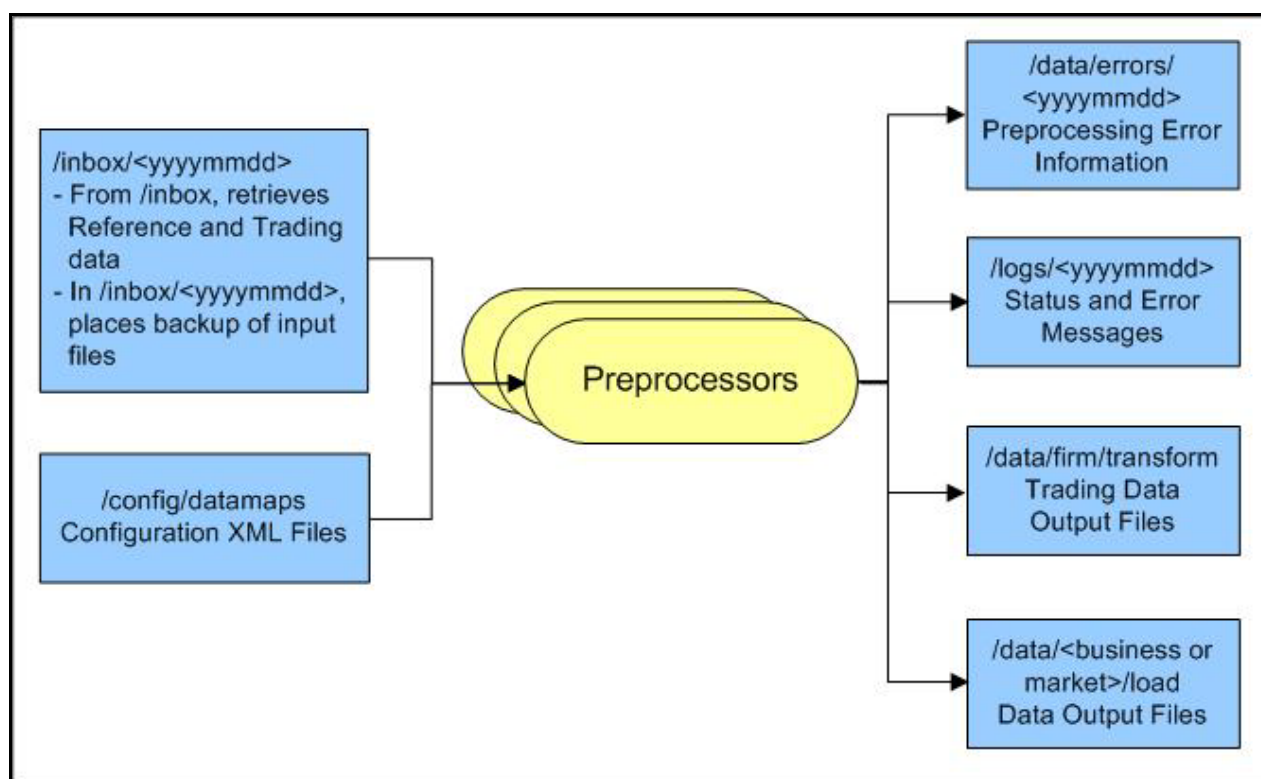 /inbox/<yyyymmdd>
- From /inbox, retrieves
Reference and Trading
data
- In /inbox/<yyyymmdd>,
places backup of input
files
/config/datamaps
Configuration XML Files
Preprocessors
/data/errors/
<yyyymmdd>
Preprocessing Error
Information
/logs/<yyyymmdd>
Status and Error
Messages
/data/firm/transform
Trading Data
Output Files
/data/<business or
market>/load
Data Output Files